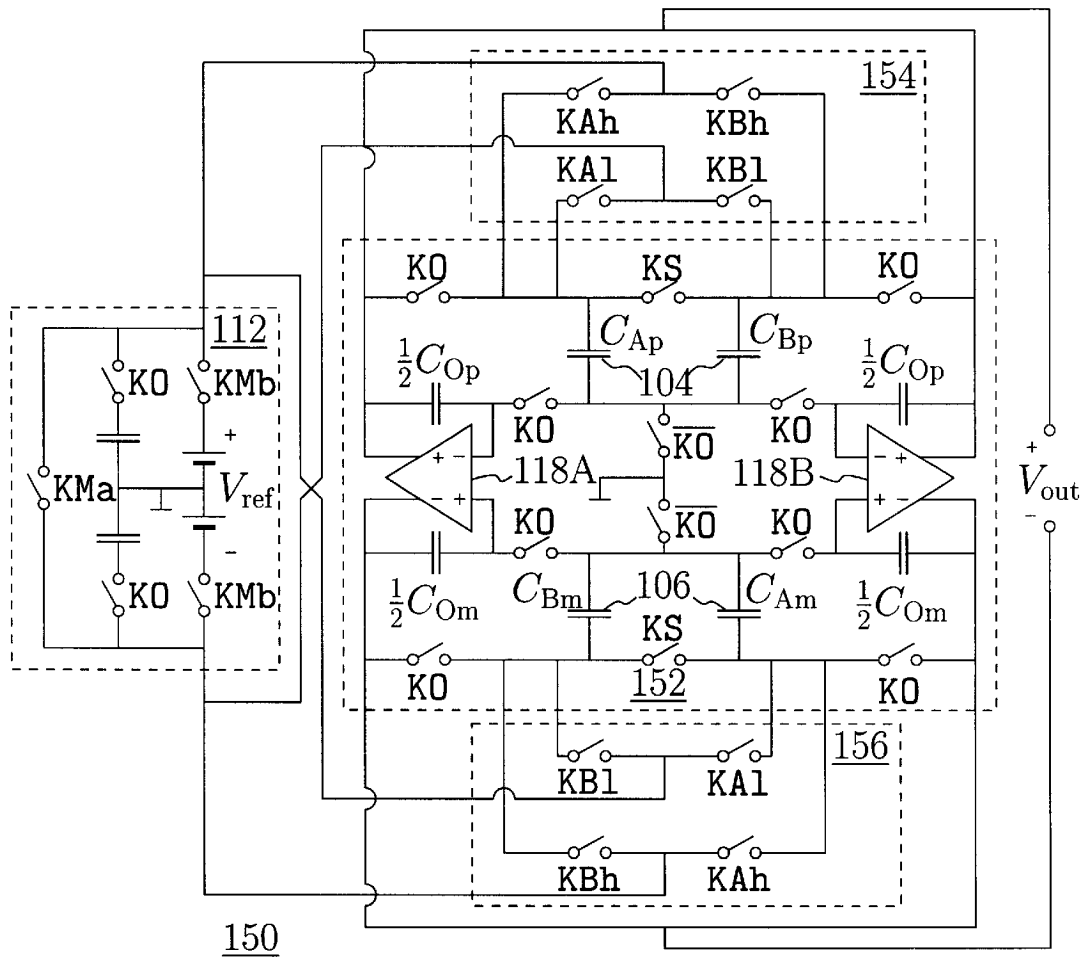 154
KAh KBh
KAl KBl
KO KS KO
112
C_Ap C_Bp
½C_Op 104 ½C_Op
KO KMb
KO K̅O̅ KO
+
+ − − +
KMa V_ref 118A 118B V_out
− + + −
−
KO K̅O̅ KO
KO KMb
½C_Om C_Bm 106 C_Am ½C_Om
KS
KO 152 KO
156
KBl KAl
KBh KAh
150